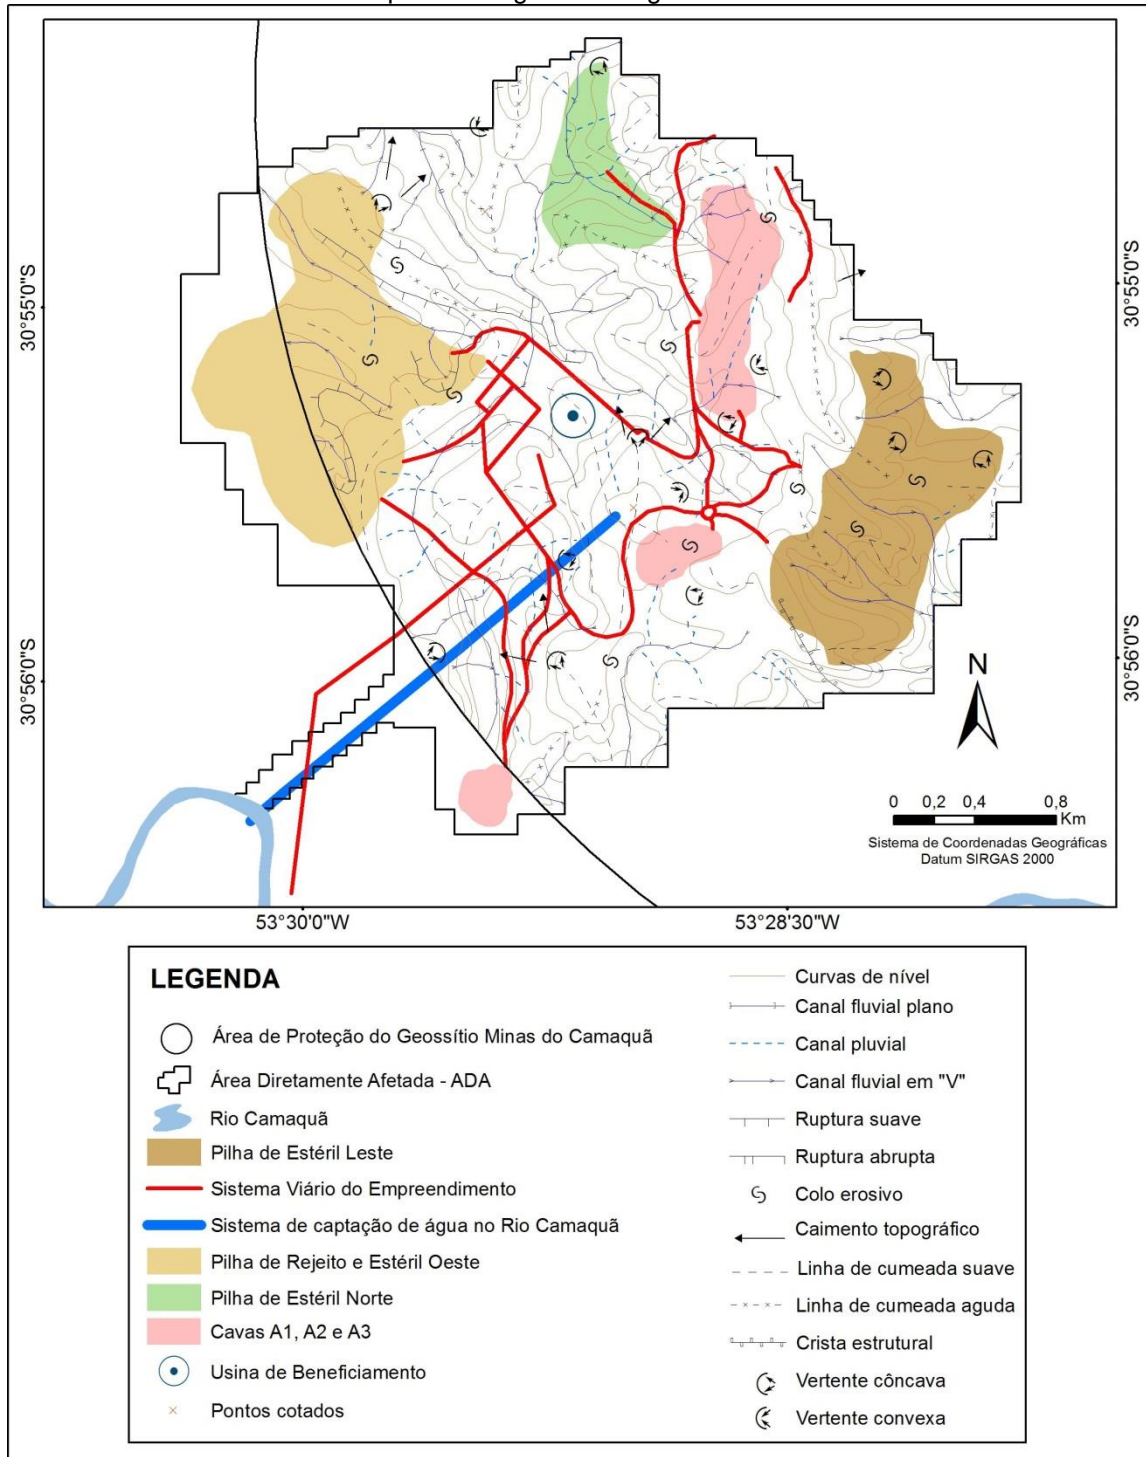 30°55'0"S
30°55'0"S
30°56'0"S
30°56'0"S
N
0 0,2 0,4 0,8
Km
Sistema de Coordenadas Geográficas
Datum SIRGAS 2000
53°30'0"W
53°28'30"W
LEGENDA
Área de Proteção do Geossítio Minas do Camaquã
Área Diretamente Afetada - ADA
Rio Camaquã
Pilha de Estéril Leste
Sistema Viário do Empreendimento
Sistema de captação de água no Rio Camaquã
Pilha de Rejeito e Estéril Oeste
Pilha de Estéril Norte
Cavas A1, A2 e A3
Usina de Beneficiamento
Pontos cotados
Curvas de nível
Canal fluvial plano
Canal pluvial
Canal fluvial em "V"
Ruptura suave
Ruptura abrupta
Colo erosivo
Caimento topográfico
Linha de cumeada suave
Linha de cumeada aguda
Crista estrutural
Vertente côncava
Vertente convexa